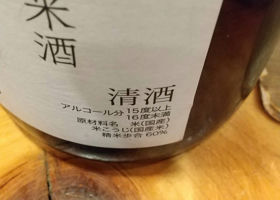 米酒
清酒
アルコール分 15度以上
16度未満
原材料名 米(国産)
米こうじ(国産米)
精米歩合 60%